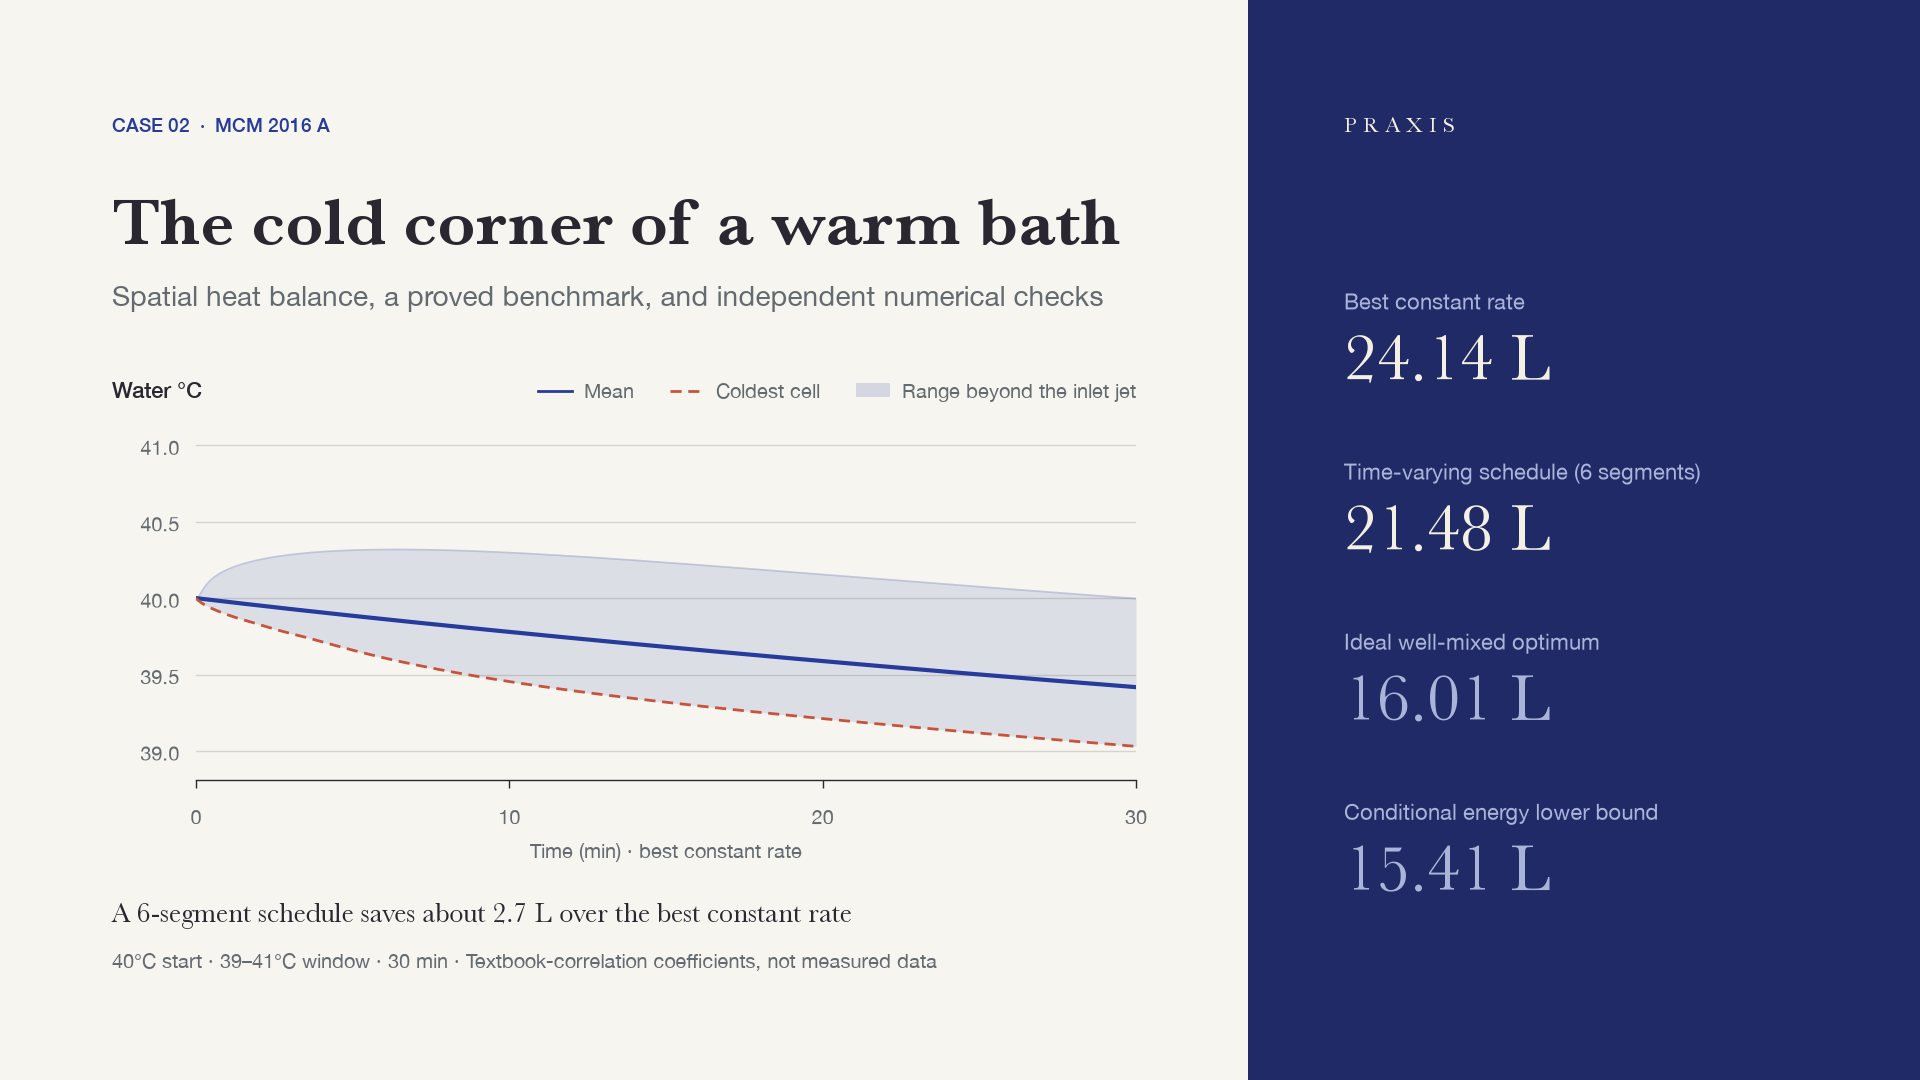 CASE 02 · MCM 2016 A
The cold corner of a warm bath
Spatial heat balance, a proved benchmark, and independent numerical checks
Water °C
Mean
Coldest cell
Range beyond the inlet jet
41.0
40.5
40.0
39.5
39.0
0 10 20 30
Time (min) · best constant rate
A 6-segment schedule saves about 2.7 L over the best constant rate
40°C start · 39–41°C window · 30 min · Textbook-correlation coefficients, not measured data
PRAXIS
Best constant rate
24.14 L
Time-varying schedule (6 segments)
21.48 L
Ideal well-mixed optimum
16.01 L
Conditional energy lower bound
15.41 L